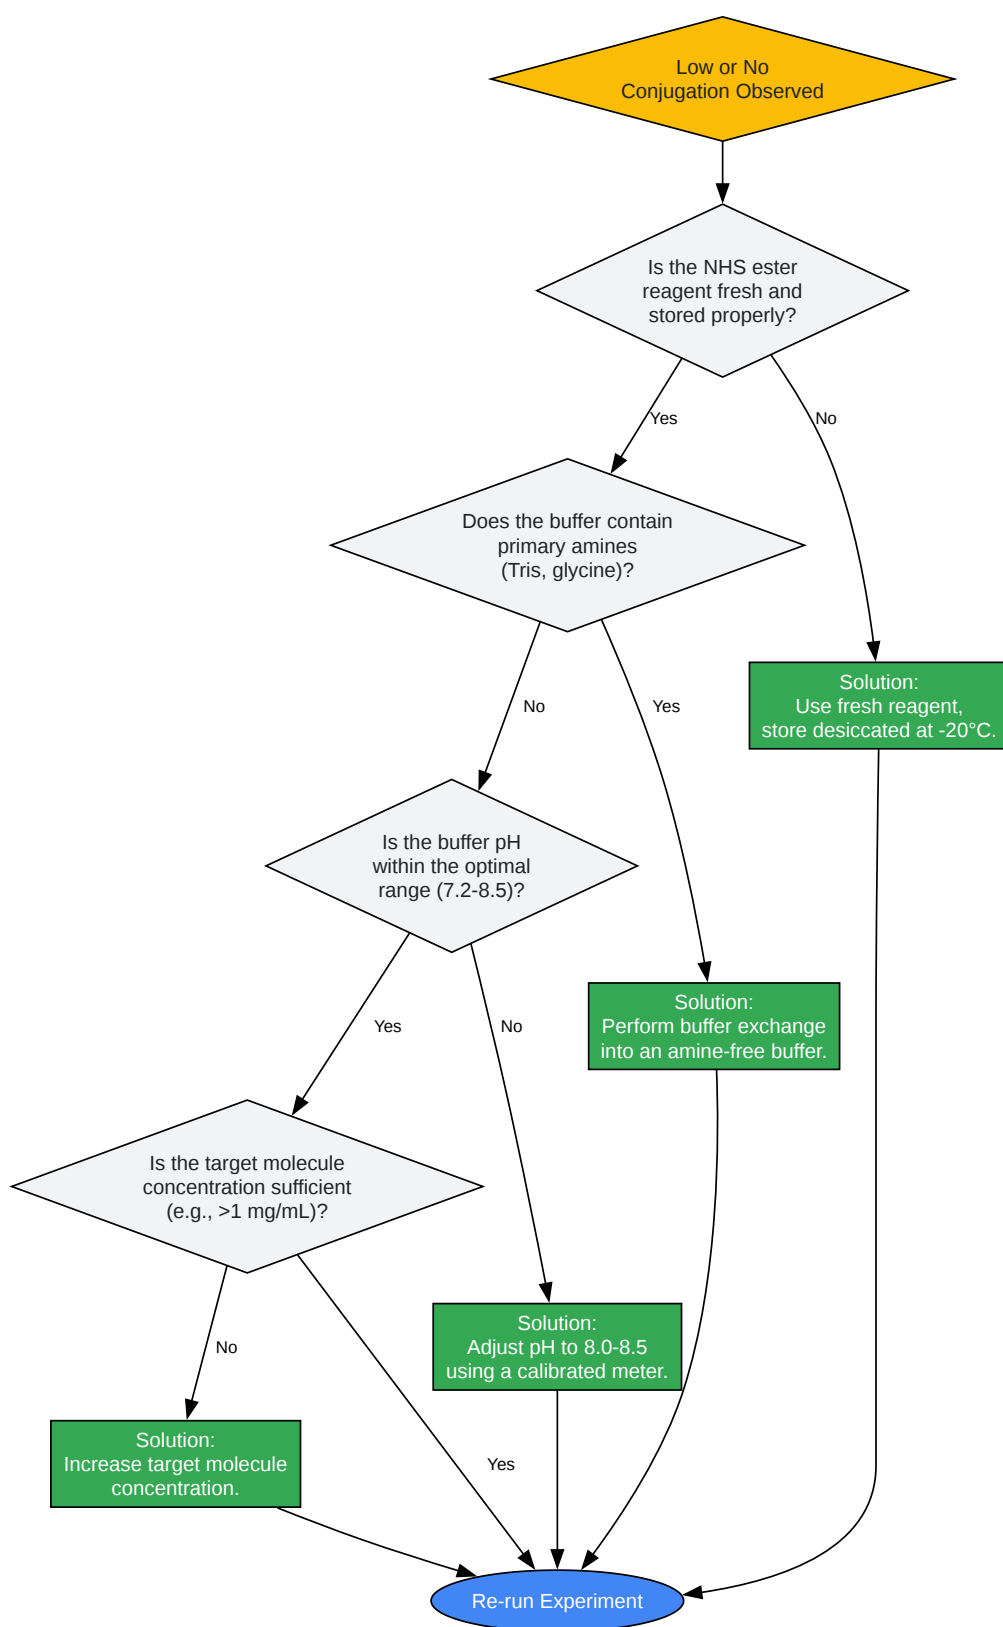 Low or No
Conjugation Observed
Is the NHS ester
reagent fresh and
stored properly?
Yes
No
Does the buffer contain
primary amines
(Tris, glycine)?
Solution:
Use fresh reagent,
store desiccated at -20°C.
No
Yes
Is the buffer pH
within the optimal
range (7.2-8.5)?
Solution:
Perform buffer exchange
into an amine-free buffer.
Yes
No
Is the target molecule
concentration sufficient
(e.g., >1 mg/mL)?
Solution:
Adjust pH to 8.0-8.5
using a calibrated meter.
No
Yes
Solution:
Increase target molecule
concentration.
Re-run Experiment